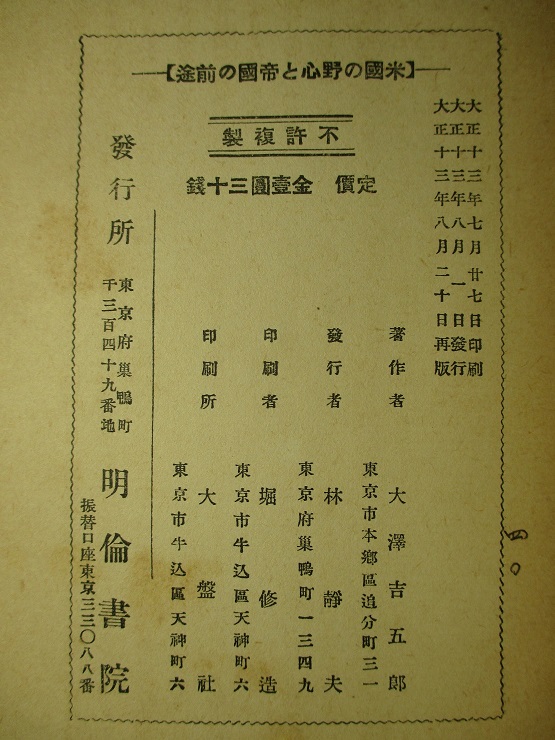 【米國の野心と帝國の前途】
大正十三年七月廿七日印刷
大正十三年八月一日發行
大正十三年八月二十日再版
不許複製
定價 金壹圓三十錢
著作者 大澤吉五郎
東京市本鄉區追分町三一
發行者 林靜夫
東京府巢鴨町一三四九
印刷者 堀修造
東京市牛込區天神町六
印刷所 大盤社
東京市牛込區天神町六
發行所
東京府巢鴨町
千三百四十九番地
明倫書院
振替口座東京三三〇八八番
四〇